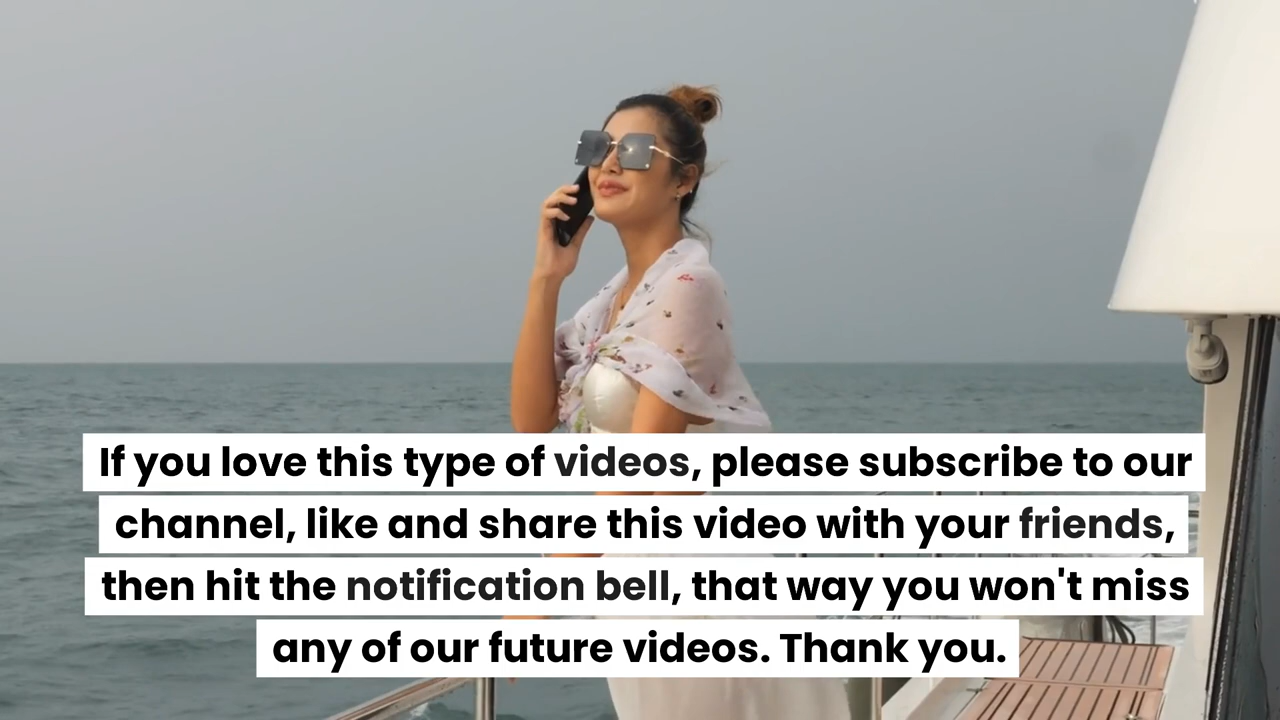 If you love this type of videos, please subscribe to our
channel, like and share this video with your friends,
then hit the notification bell, that way you won't miss
any of our future videos. Thank you.